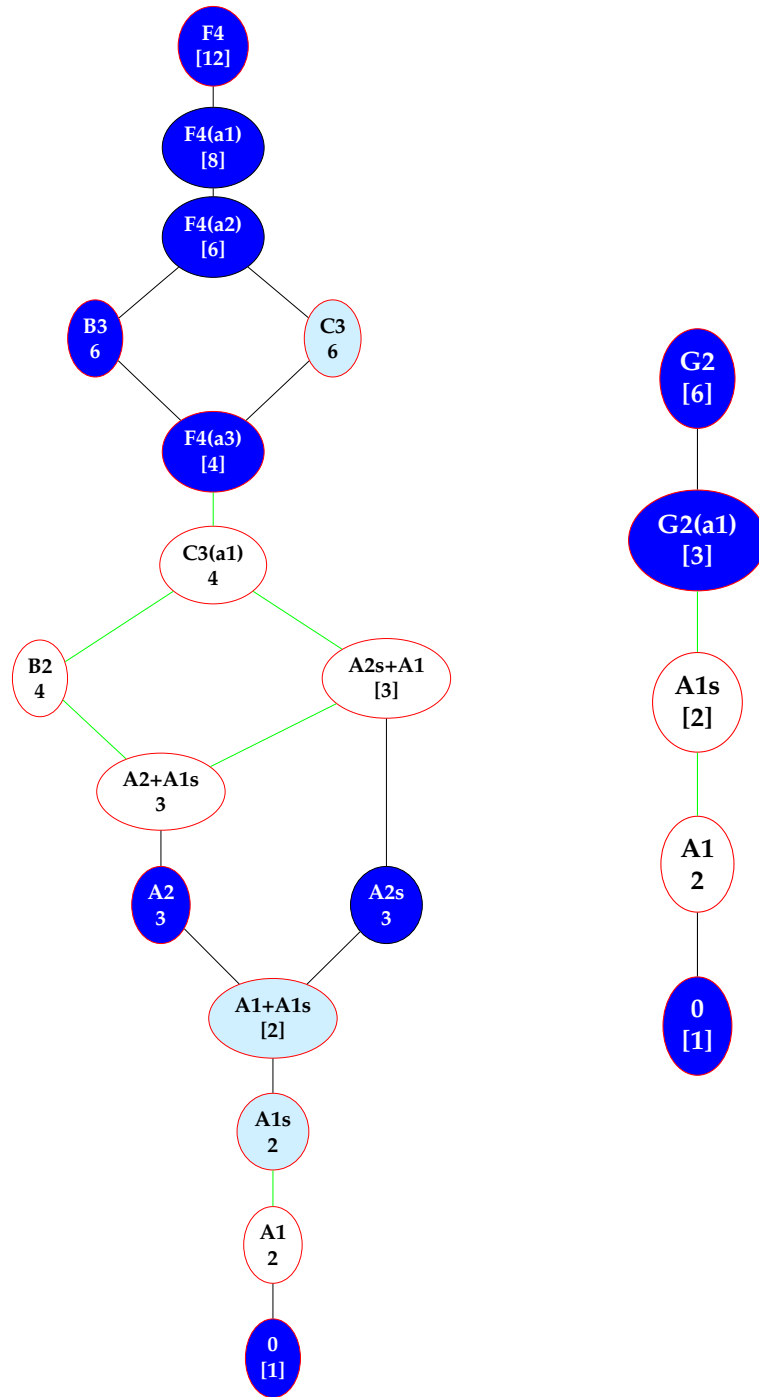 F4
[12]
F4(a1)
[8]
F4(a2)
[6]
B3
6
C3
6
F4(a3)
[4]
C3(a1)
4
B2
4
A2s+A1
[3]
A2+A1s
3
A2
3
A2s
3
A1+A1s
[2]
A1s
2
A1
2
0
[1]
G2
[6]
G2(a1)
[3]
A1s
[2]
A1
2
0
[1]